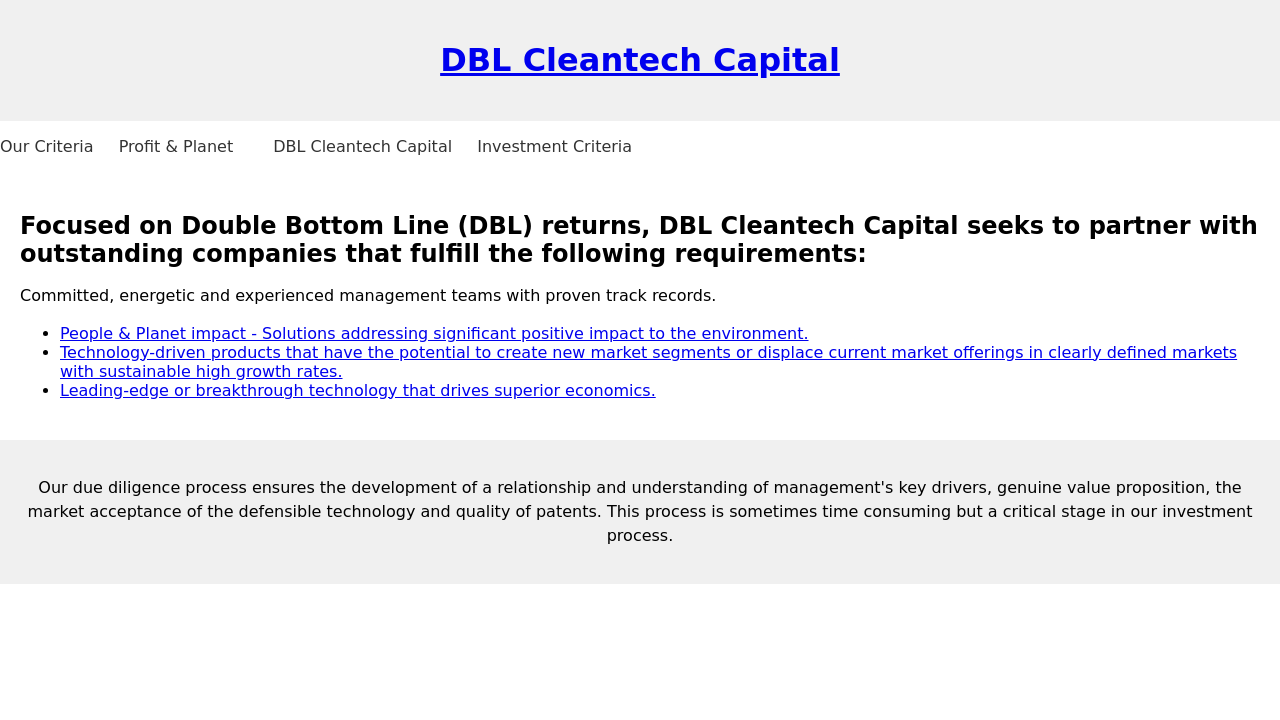 DBL Cleantech Capital
Our Criteria Profit & Planet DBL Cleantech Capital Investment Criteria
Focused on Double Bottom Line (DBL) returns, DBL Cleantech Capital seeks to partner with
outstanding companies that fulfill the following requirements:
Committed, energetic and experienced management teams with proven track records.
• People & Planet impact - Solutions addressing significant positive impact to the environment.
• Technology-driven products that have the potential to create new market segments or displace current market offerings in clearly defined markets
with sustainable high growth rates.
• Leading-edge or breakthrough technology that drives superior economics.
Our due diligence process ensures the development of a relationship and understanding of management's key drivers, genuine value proposition, the
market acceptance of the defensible technology and quality of patents. This process is sometimes time consuming but a critical stage in our investment
process.